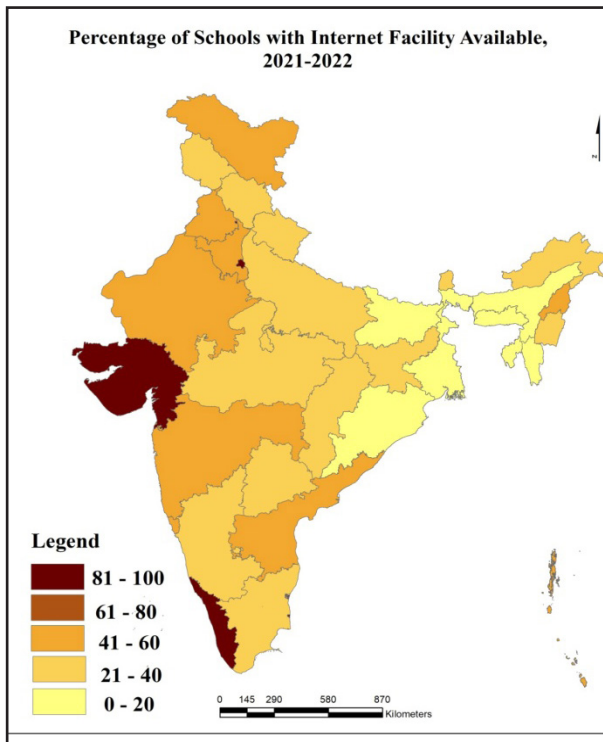 Percentage of Schools with Internet Facility Available,
2021-2022
N
Legend
81 - 100
61 - 80
41 - 60
21 - 40
0 - 20
0 145 290 580 870
Kilometers